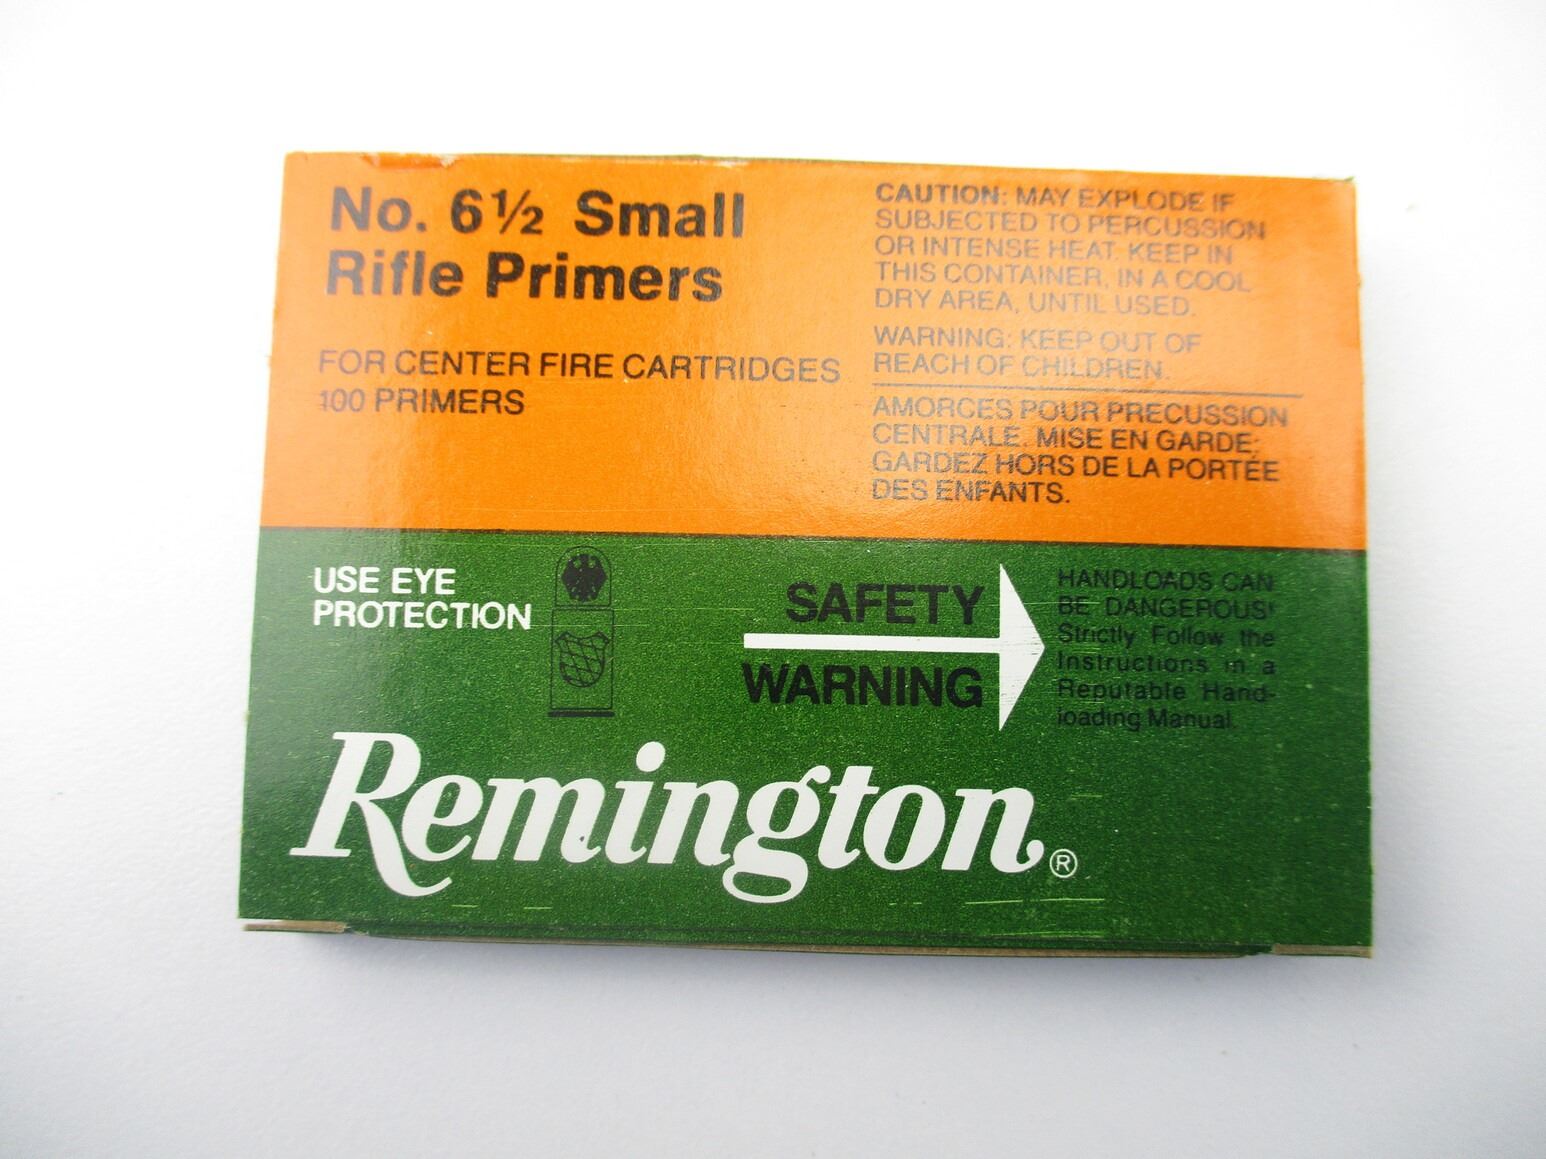 No. 6½ Small
Rifle Primers
FOR CENTER FIRE CARTRIDGES
100 PRIMERS
CAUTION: MAY EXPLODE IF
SUBJECTED TO PERCUSSION
OR INTENSE HEAT. KEEP IN
THIS CONTAINER, IN A COOL
DRY AREA, UNTIL USED.
WARNING: KEEP OUT OF
REACH OF CHILDREN.
AMORCES POUR PRECUSSION
CENTRALE. MISE EN GARDE;
GARDEZ HORS DE LA PORTÉE
DES ENFANTS.
USE EYE
PROTECTION
SAFETY
WARNING
HANDLOADS CAN
BE DANGEROUS!
Strictly Follow the
Instructions in a
Reputable Hand-
loading Manual.
Remington®